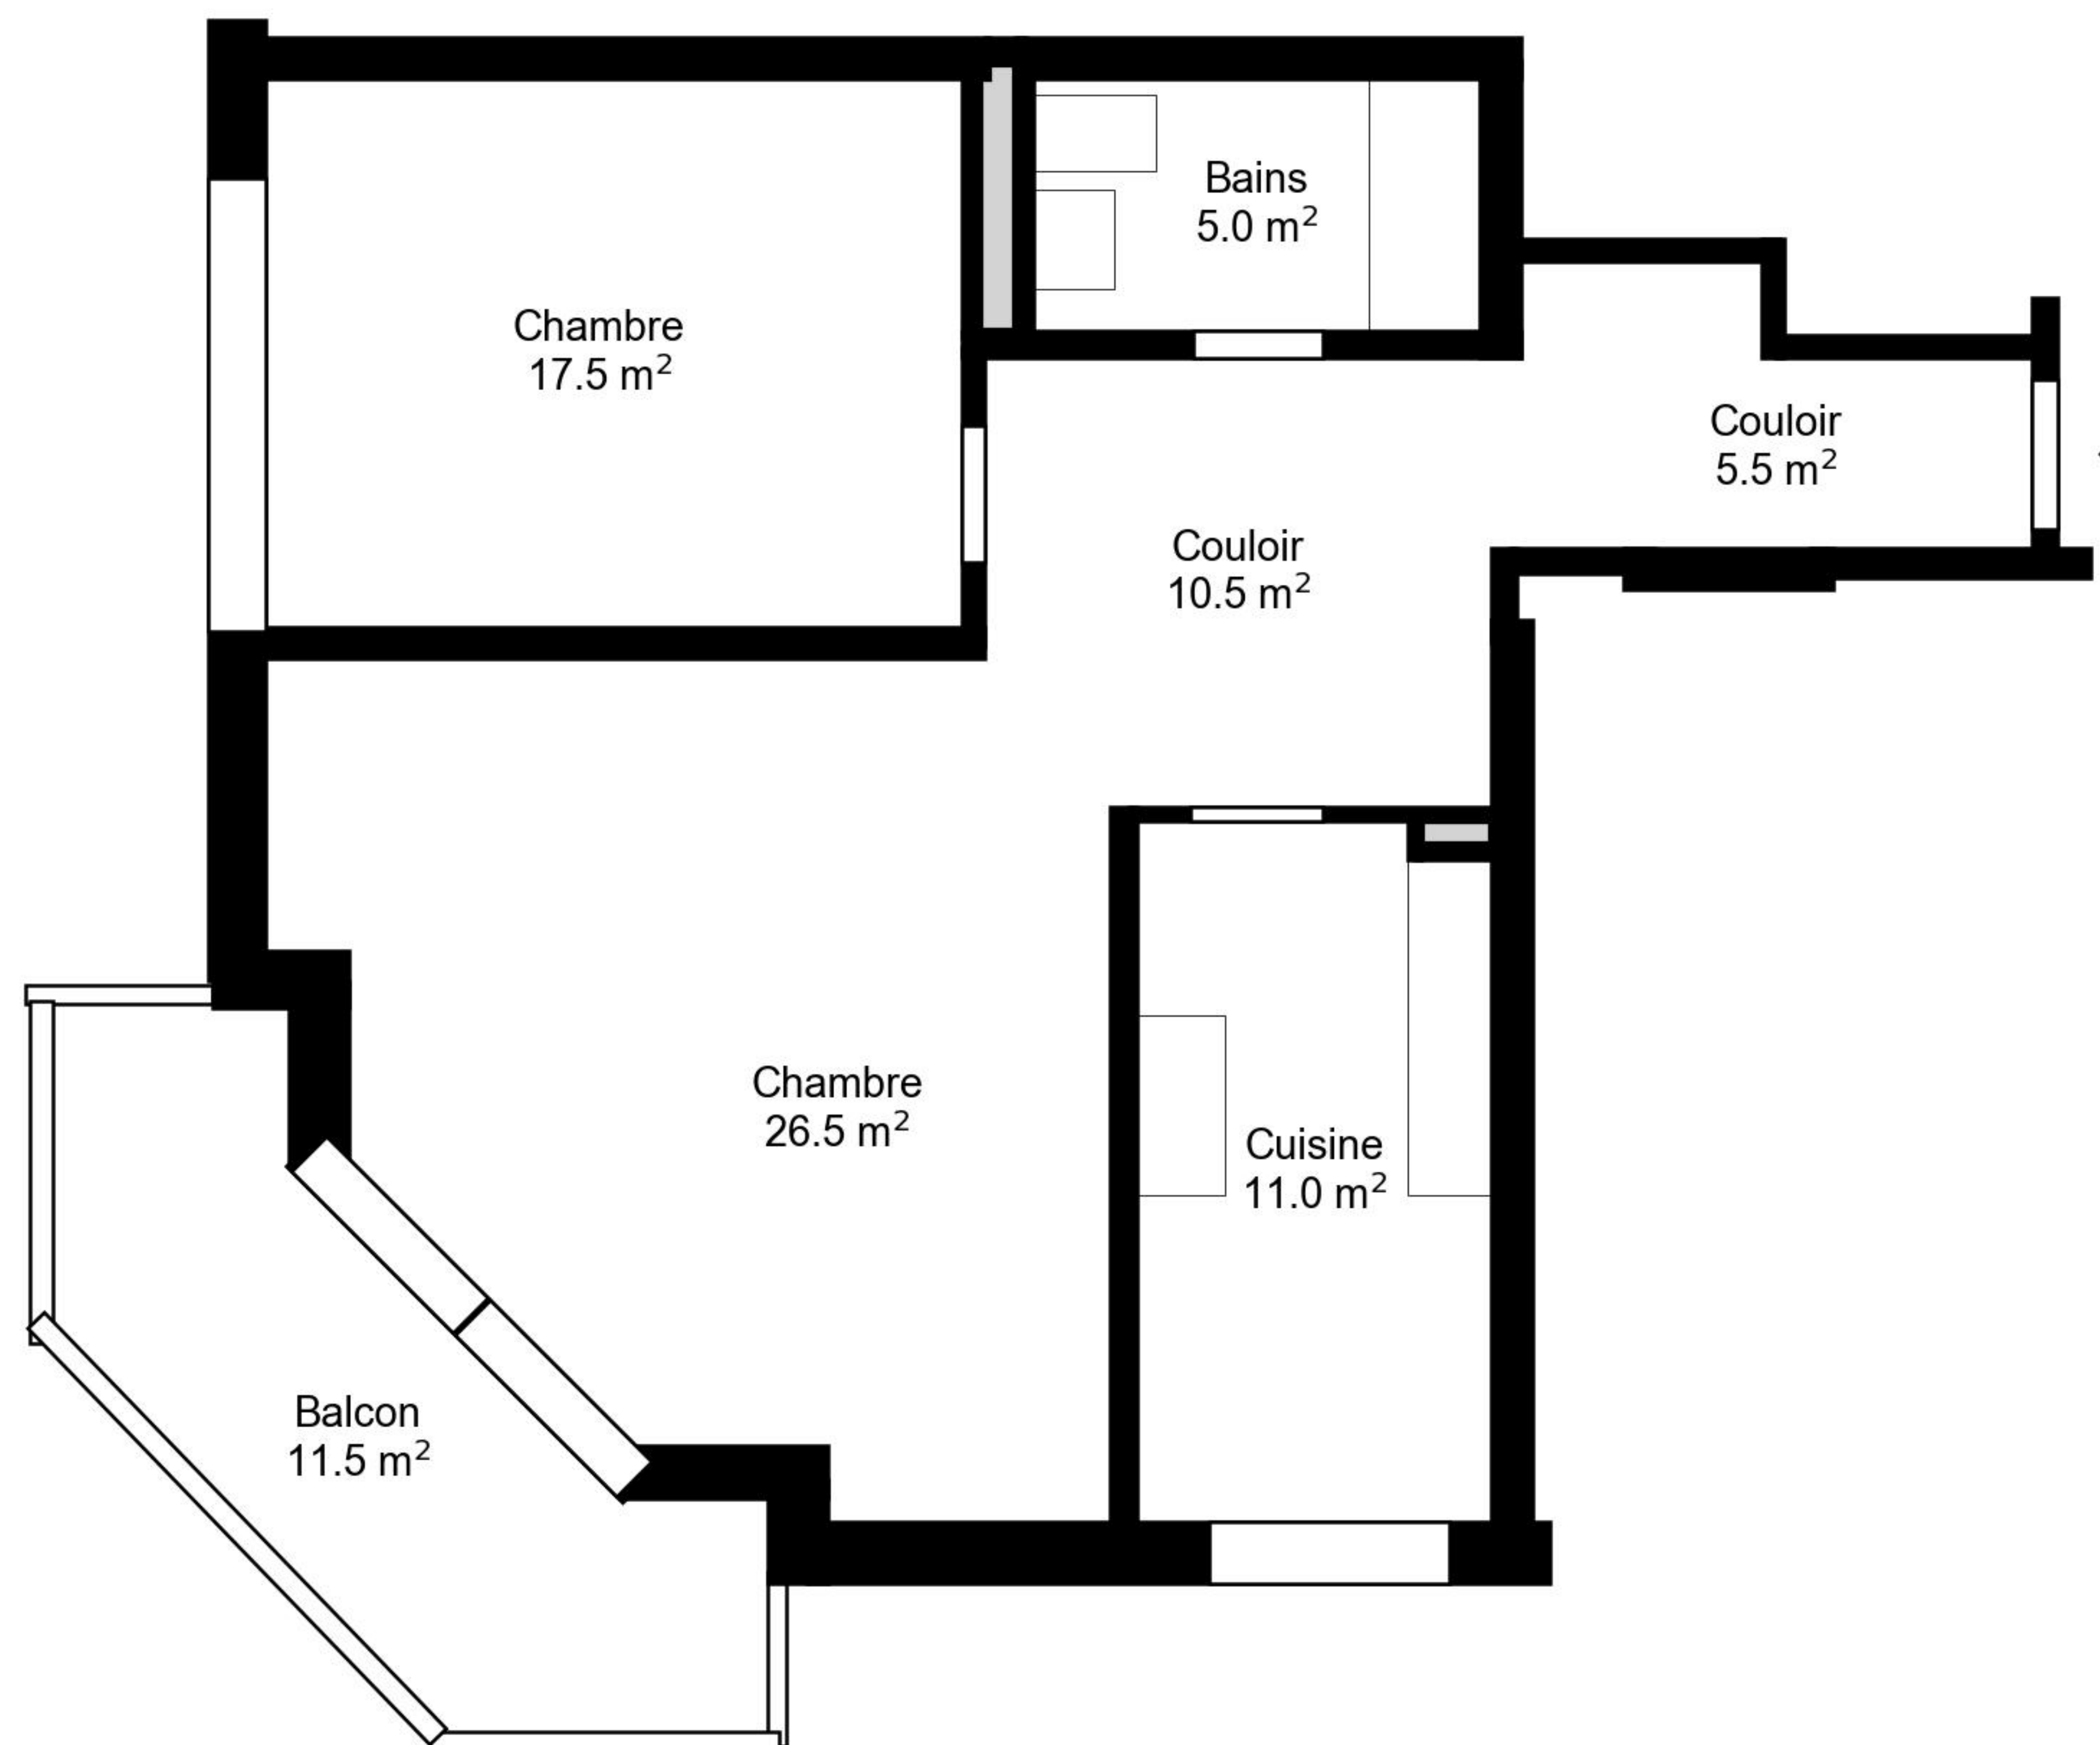 Bains
5.0 m²
Chambre
17.5 m²
Couloir
5.5 m²
Couloir
10.5 m²
Chambre
26.5 m²
Cuisine
11.0 m²
Balcon
11.5 m²